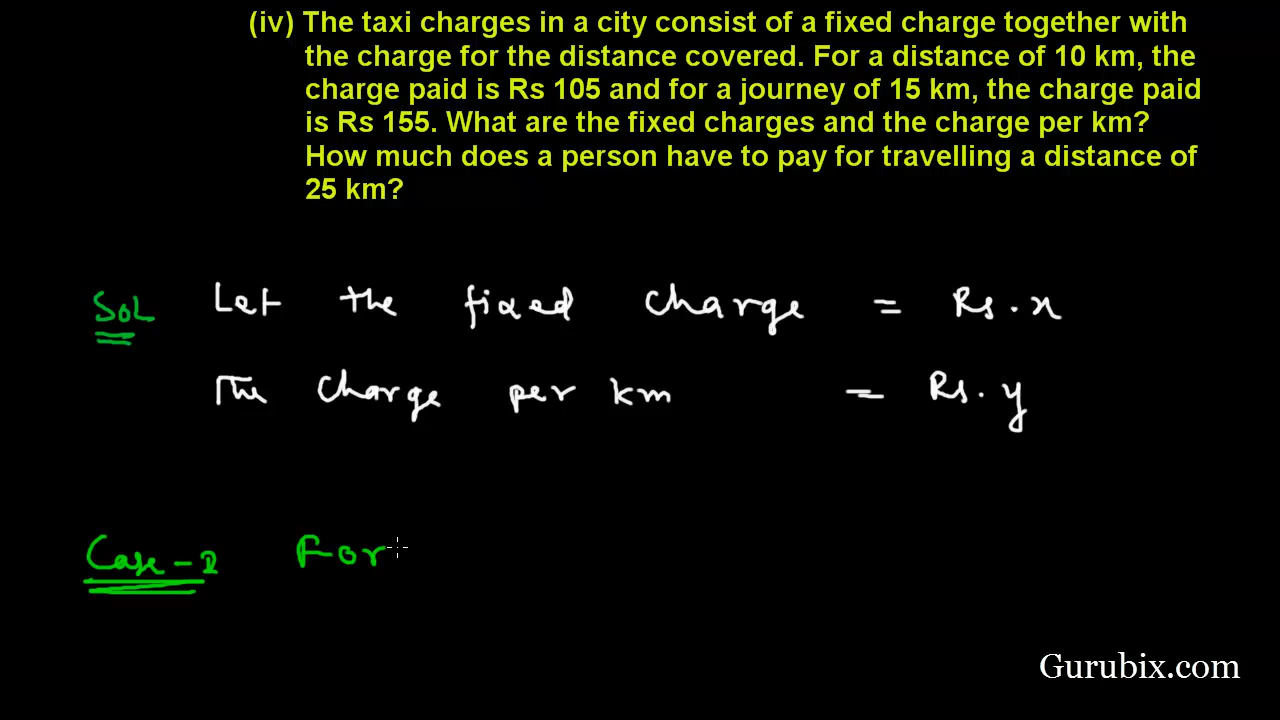 (iv) The taxi charges in a city consist of a fixed charge together with
the charge for the distance covered. For a distance of 10 km, the
charge paid is Rs 105 and for a journey of 15 km, the charge paid
is Rs 155. What are the fixed charges and the charge per km?
How much does a person have to pay for travelling a distance of
25 km?
Sol Let the fixed charge = Rs. x
The charge per km = Rs. y
Case - I For
Gurubix.com